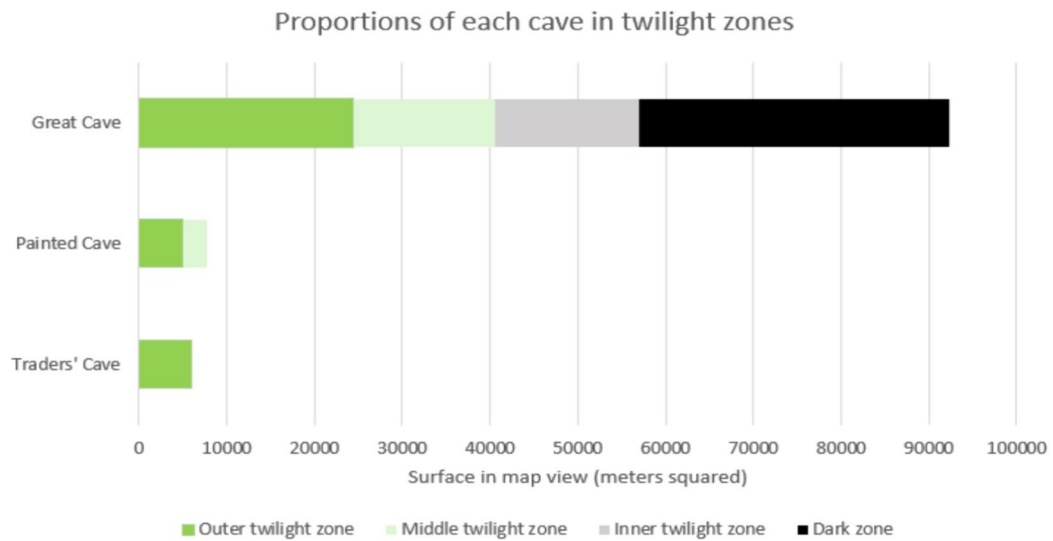 Proportions of each cave in twilight zones
Great Cave
Painted Cave
Traders' Cave
0 10000 20000 30000 40000 50000 60000 70000 80000 90000 100000
Surface in map view (meters squared)
Outer twilight zone Middle twilight zone Inner twilight zone Dark zone